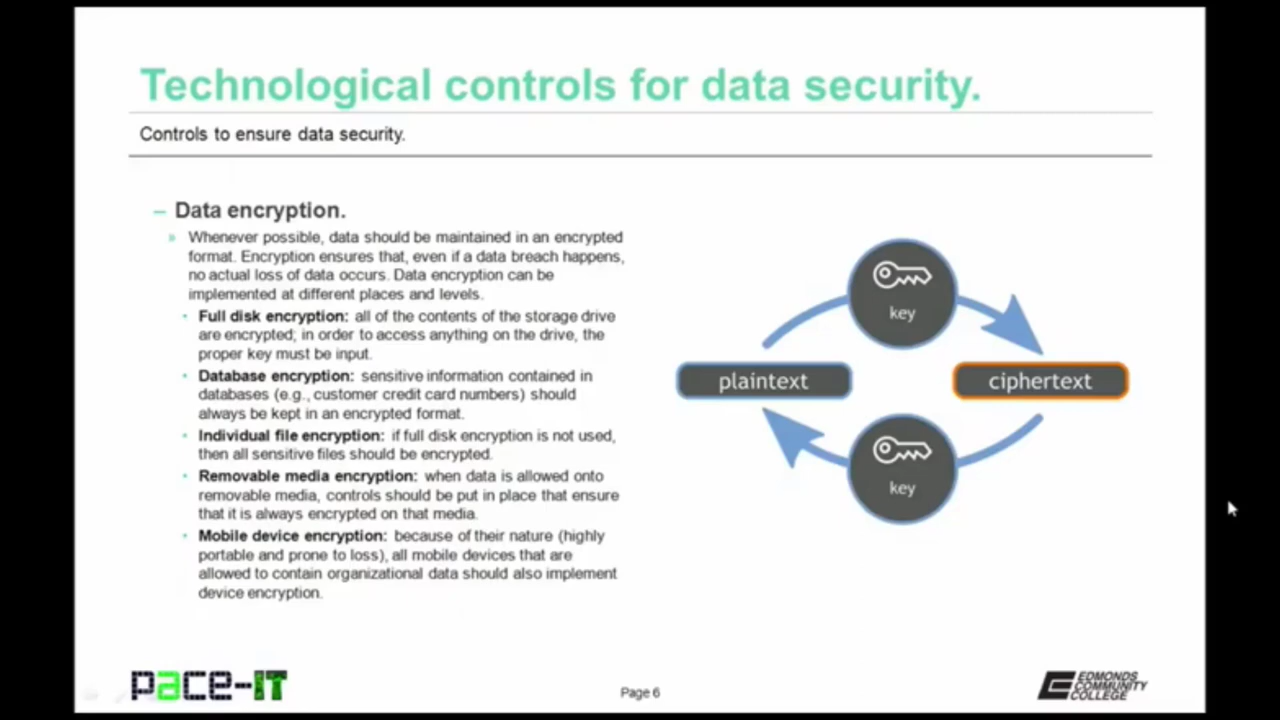 Technological controls for data security.
Controls to ensure data security.
– Data encryption.
» Whenever possible, data should be maintained in an encrypted
format. Encryption ensures that, even if a data breach happens,
no actual loss of data occurs. Data encryption can be
implemented at different places and levels.
• Full disk encryption: all of the contents of the storage drive
are encrypted; in order to access anything on the drive, the
proper key must be input.
• Database encryption: sensitive information contained in
databases (e.g., customer credit card numbers) should
always be kept in an encrypted format.
• Individual file encryption: if full disk encryption is not used,
then all sensitive files should be encrypted.
• Removable media encryption: when data is allowed onto
removable media, controls should be put in place that ensure
that it is always encrypted on that media.
• Mobile device encryption: because of their nature (highly
portable and prone to loss), all mobile devices that are
allowed to contain organizational data should also implement
device encryption.
key
plaintext
ciphertext
key
pace-IT
Page 6
EDMONDS
COMMUNITY
COLLEGE